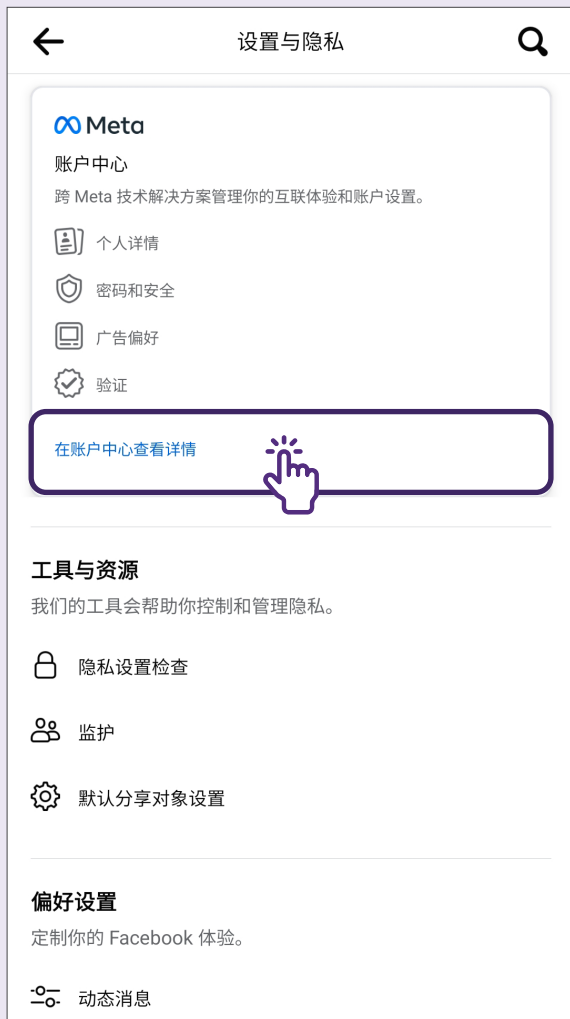 设置与隐私
Meta
账户中心
跨 Meta 技术解决方案管理你的互联体验和账户设置。
个人详情
密码和安全
广告偏好
验证
在账户中心查看详情
工具与资源
我们的工具会帮助你控制和管理隐私。
隐私设置检查
监护
默认分享对象设置
偏好设置
定制你的 Facebook 体验。
动态消息